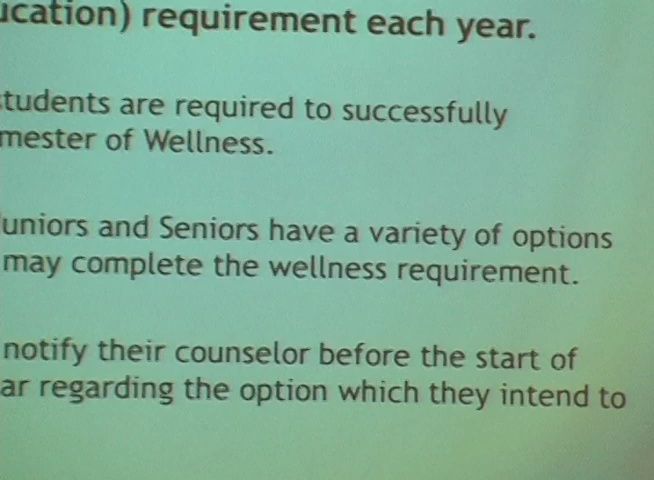 ucation) requirement each year.
tudents are required to successfully
mester of Wellness.
uniors and Seniors have a variety of options
may complete the wellness requirement.
notify their counselor before the start of
ar regarding the option which they intend to